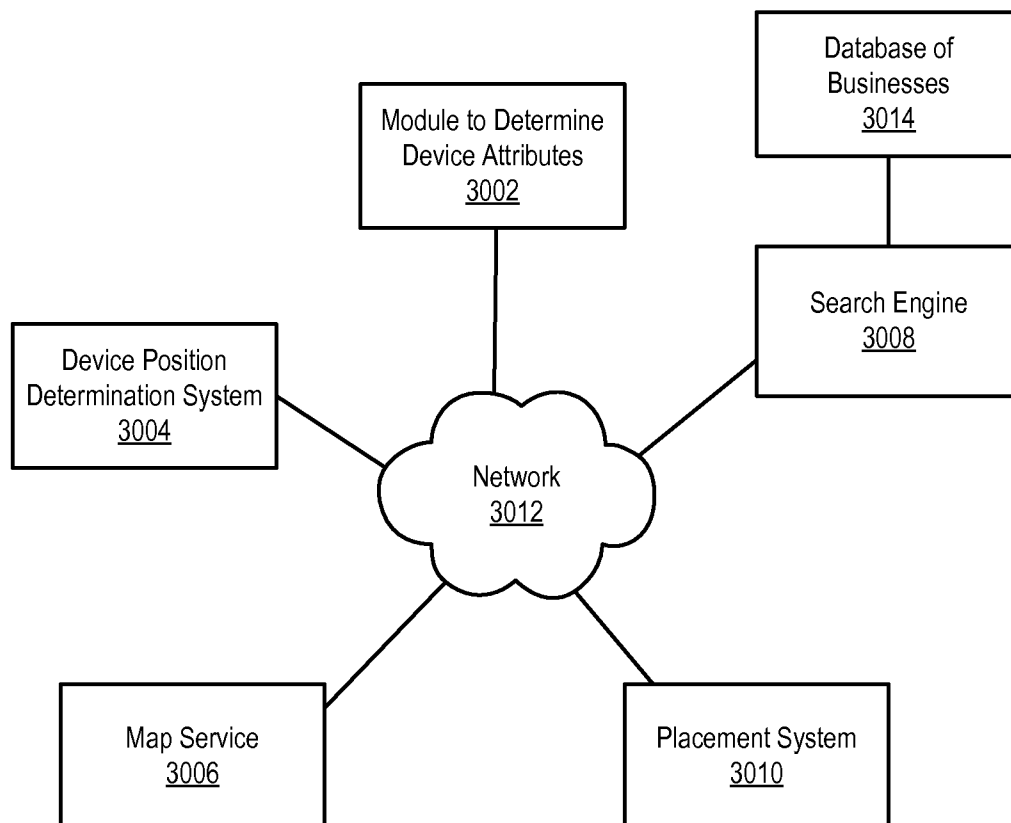 Database of
Businesses
3014
Module to Determine
Device Attributes
3002
Search Engine
3008
Device Position
Determination System
3004
Network
3012
Map Service
3006
Placement System
3010